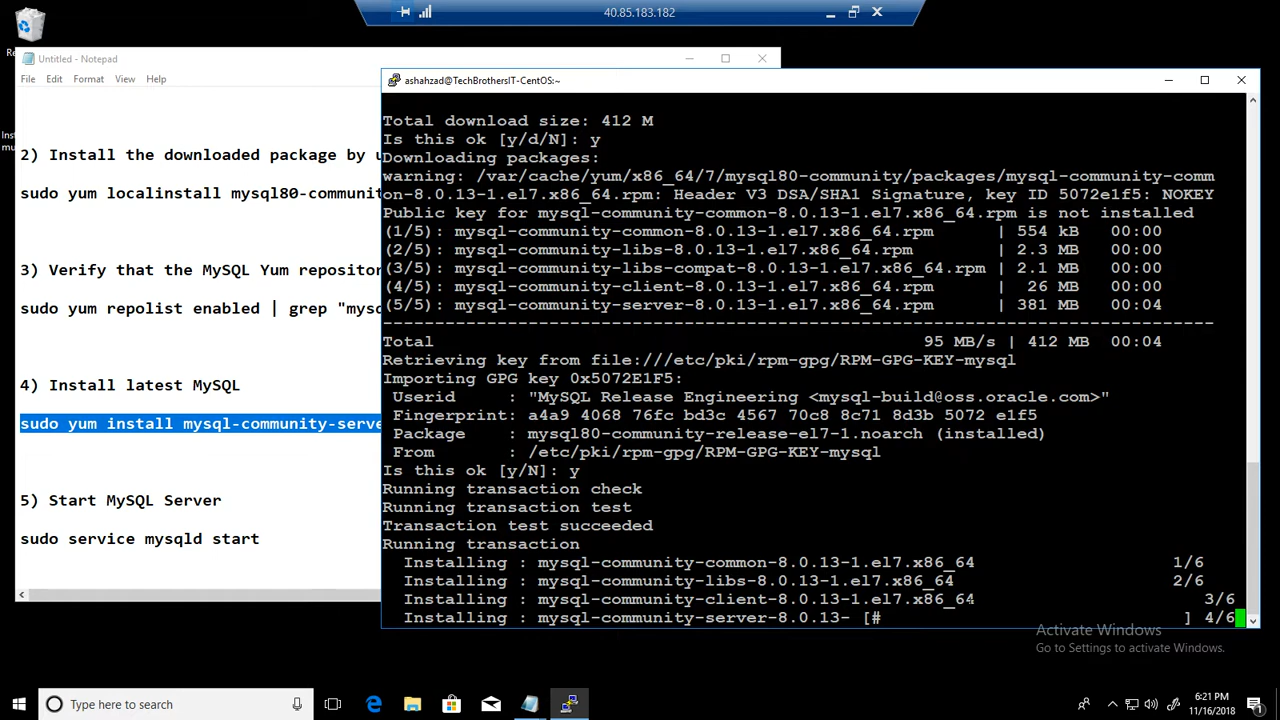 40.85.183.182
Untitled - Notepad
File Edit Format View Help
2) Install the downloaded package by
sudo yum localinstall
3) Verify that the MySQL Yum
sudo yum repolist enabled | grep
4) Install latest MySQL
sudo yum install
5) Start MySQL Server
sudo service mysqld start
ashahzad@TechBrothersIT-CentOS:~
Total download size: 412 M
Is this ok [y/d/N]: y
Downloading packages:
warning: /var/cache/yum/x86_64/7/mysql80-community/packages/mysql-community-comm
on-8.0.13-1.el7.x86_64.rpm: Header V3 DSA/SHA1 Signature, key ID 5072e1f5: NOKEY
Public key for mysql-community-common-8.0.13-1.el7.x86_64.rpm is not installed
(1/5): mysql-community-common-8.0.13-1.el7.x86_64.rpm | 554 kB 00:00
(2/5): mysql-community-libs-8.0.13-1.el7.x86_64.rpm | 2.3 MB 00:00
(3/5): mysql-community-libs-compat-8.0.13-1.el7.x86_64.rpm | 2.1 MB 00:00
(4/5): mysql-community-client-8.0.13-1.el7.x86_64.rpm | 26 MB 00:00
(5/5): mysql-community-server-8.0.13-1.el7.x86_64.rpm | 381 MB 00:04
--------------------------------------------------------------------------------
Total 95 MB/s | 412 MB 00:04
Retrieving key from file:///etc/pki/rpm-gpg/RPM-GPG-KEY-mysql
Importing GPG key 0x5072E1F5:
Userid : "MySQL Release Engineering <mysql-build@oss.oracle.com>"
Fingerprint: a4a9 4068 76fc bd3c 4567 70c8 8c71 8d3b 5072 e1f5
Package : mysql80-community-release-el7-1.noarch (installed)
From : /etc/pki/rpm-gpg/RPM-GPG-KEY-mysql
Is this ok [y/N]: y
Running transaction check
Running transaction test
Transaction test succeeded
Running transaction
Installing : mysql-community-common-8.0.13-1.el7.x86_64 1/6
Installing : mysql-community-libs-8.0.13-1.el7.x86_64 2/6
Installing : mysql-community-client-8.0.13-1.el7.x86_64 3/6
Installing : mysql-community-server-8.0.13- [# ] 4/6
Activate Windows
Go to Settings to activate Windows.
Type here to search
6:21 PM
11/16/2018